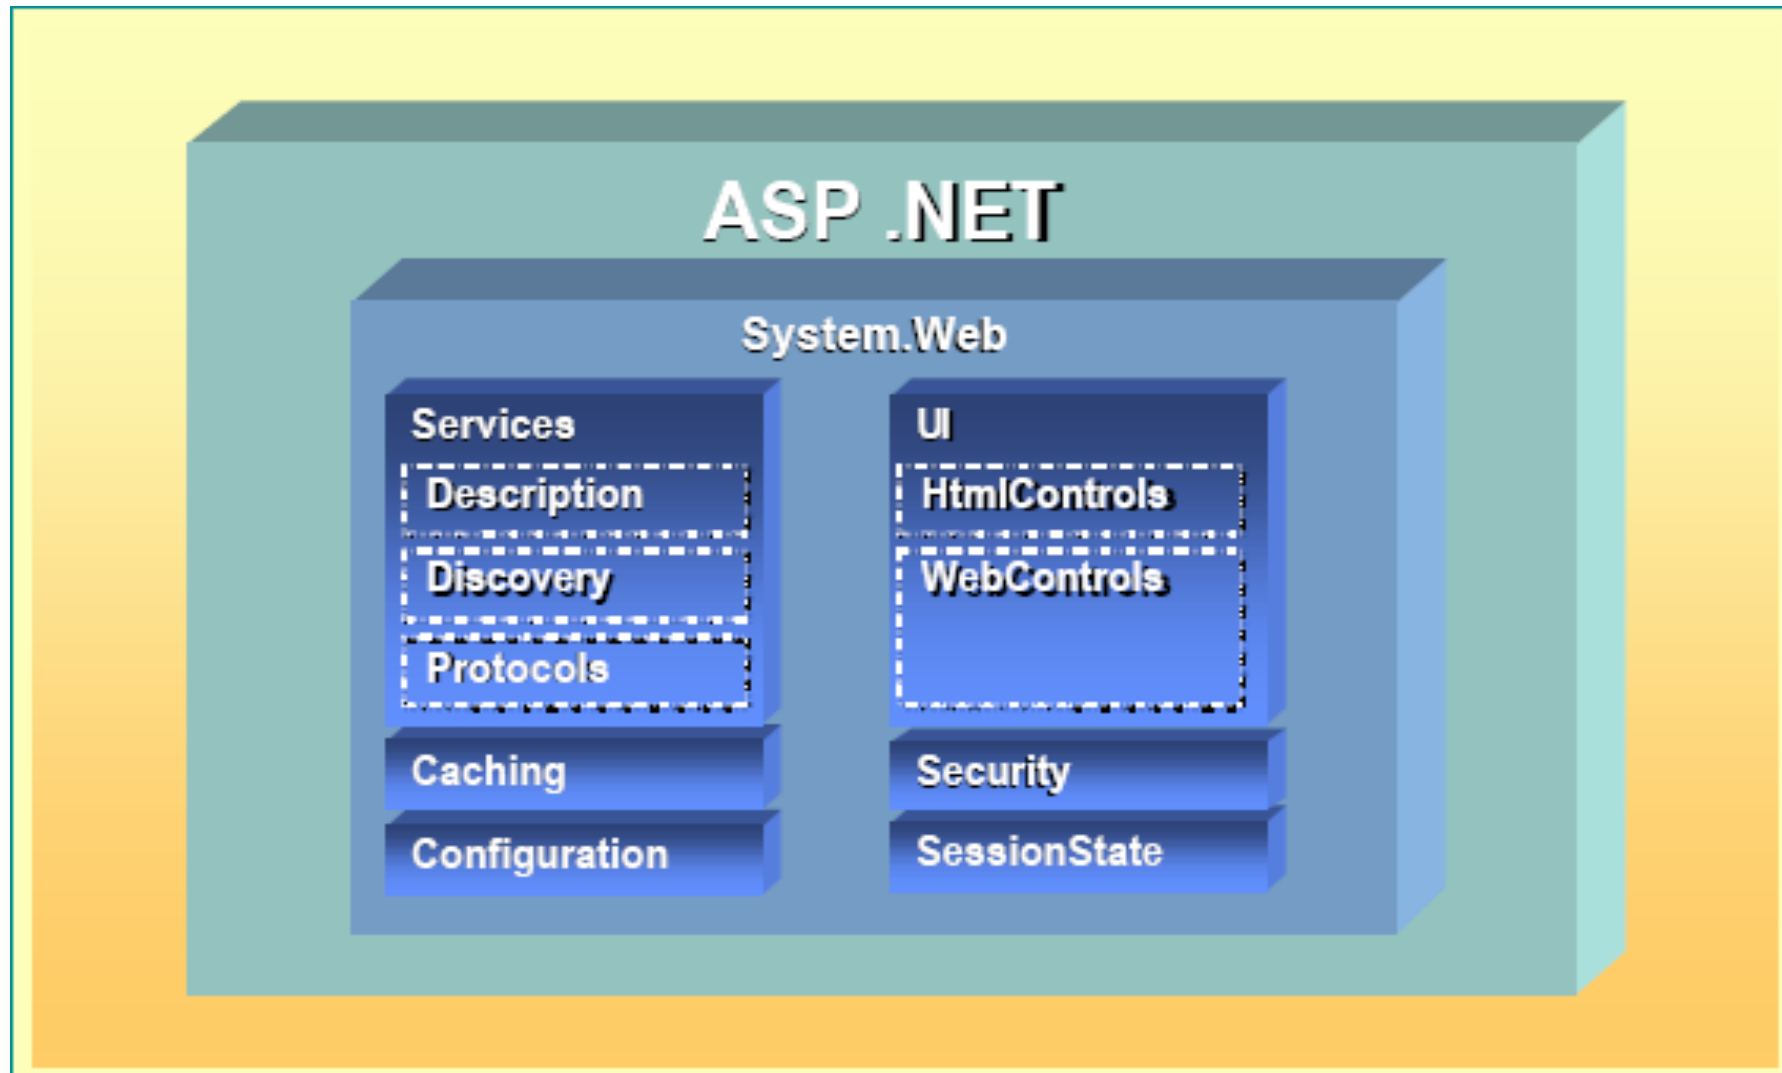 ASP .NET
System.Web
Services
Description
Discovery
Protocols
Caching
Configuration
UI
HtmlControls
WebControls
Security
SessionState